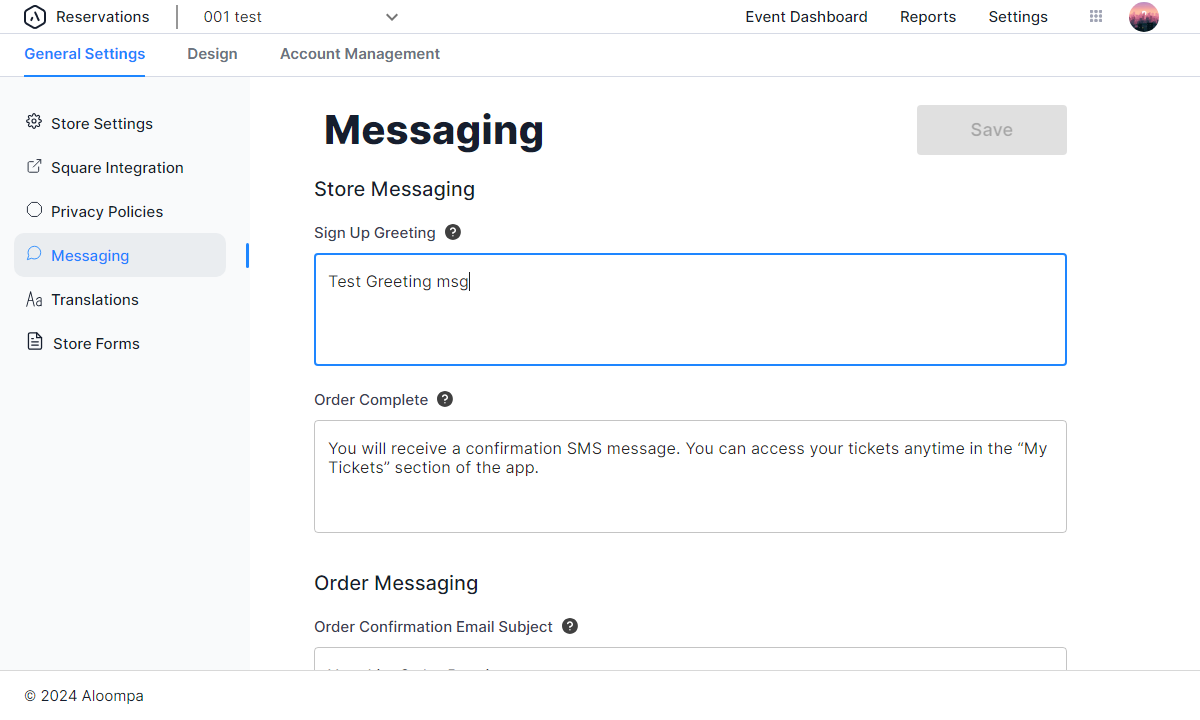 Reservations
001 test
Event Dashboard
Reports
Settings
General Settings
Design
Account Management
Store Settings
Square Integration
Privacy Policies
Messaging
Aa Translations
Store Forms
Messaging
Save
Store Messaging
Sign Up Greeting ?
Test Greeting msg
Order Complete ?
You will receive a confirmation SMS message. You can access your tickets anytime in the “My
Tickets” section of the app.
Order Messaging
Order Confirmation Email Subject ?
© 2024 Aloompa